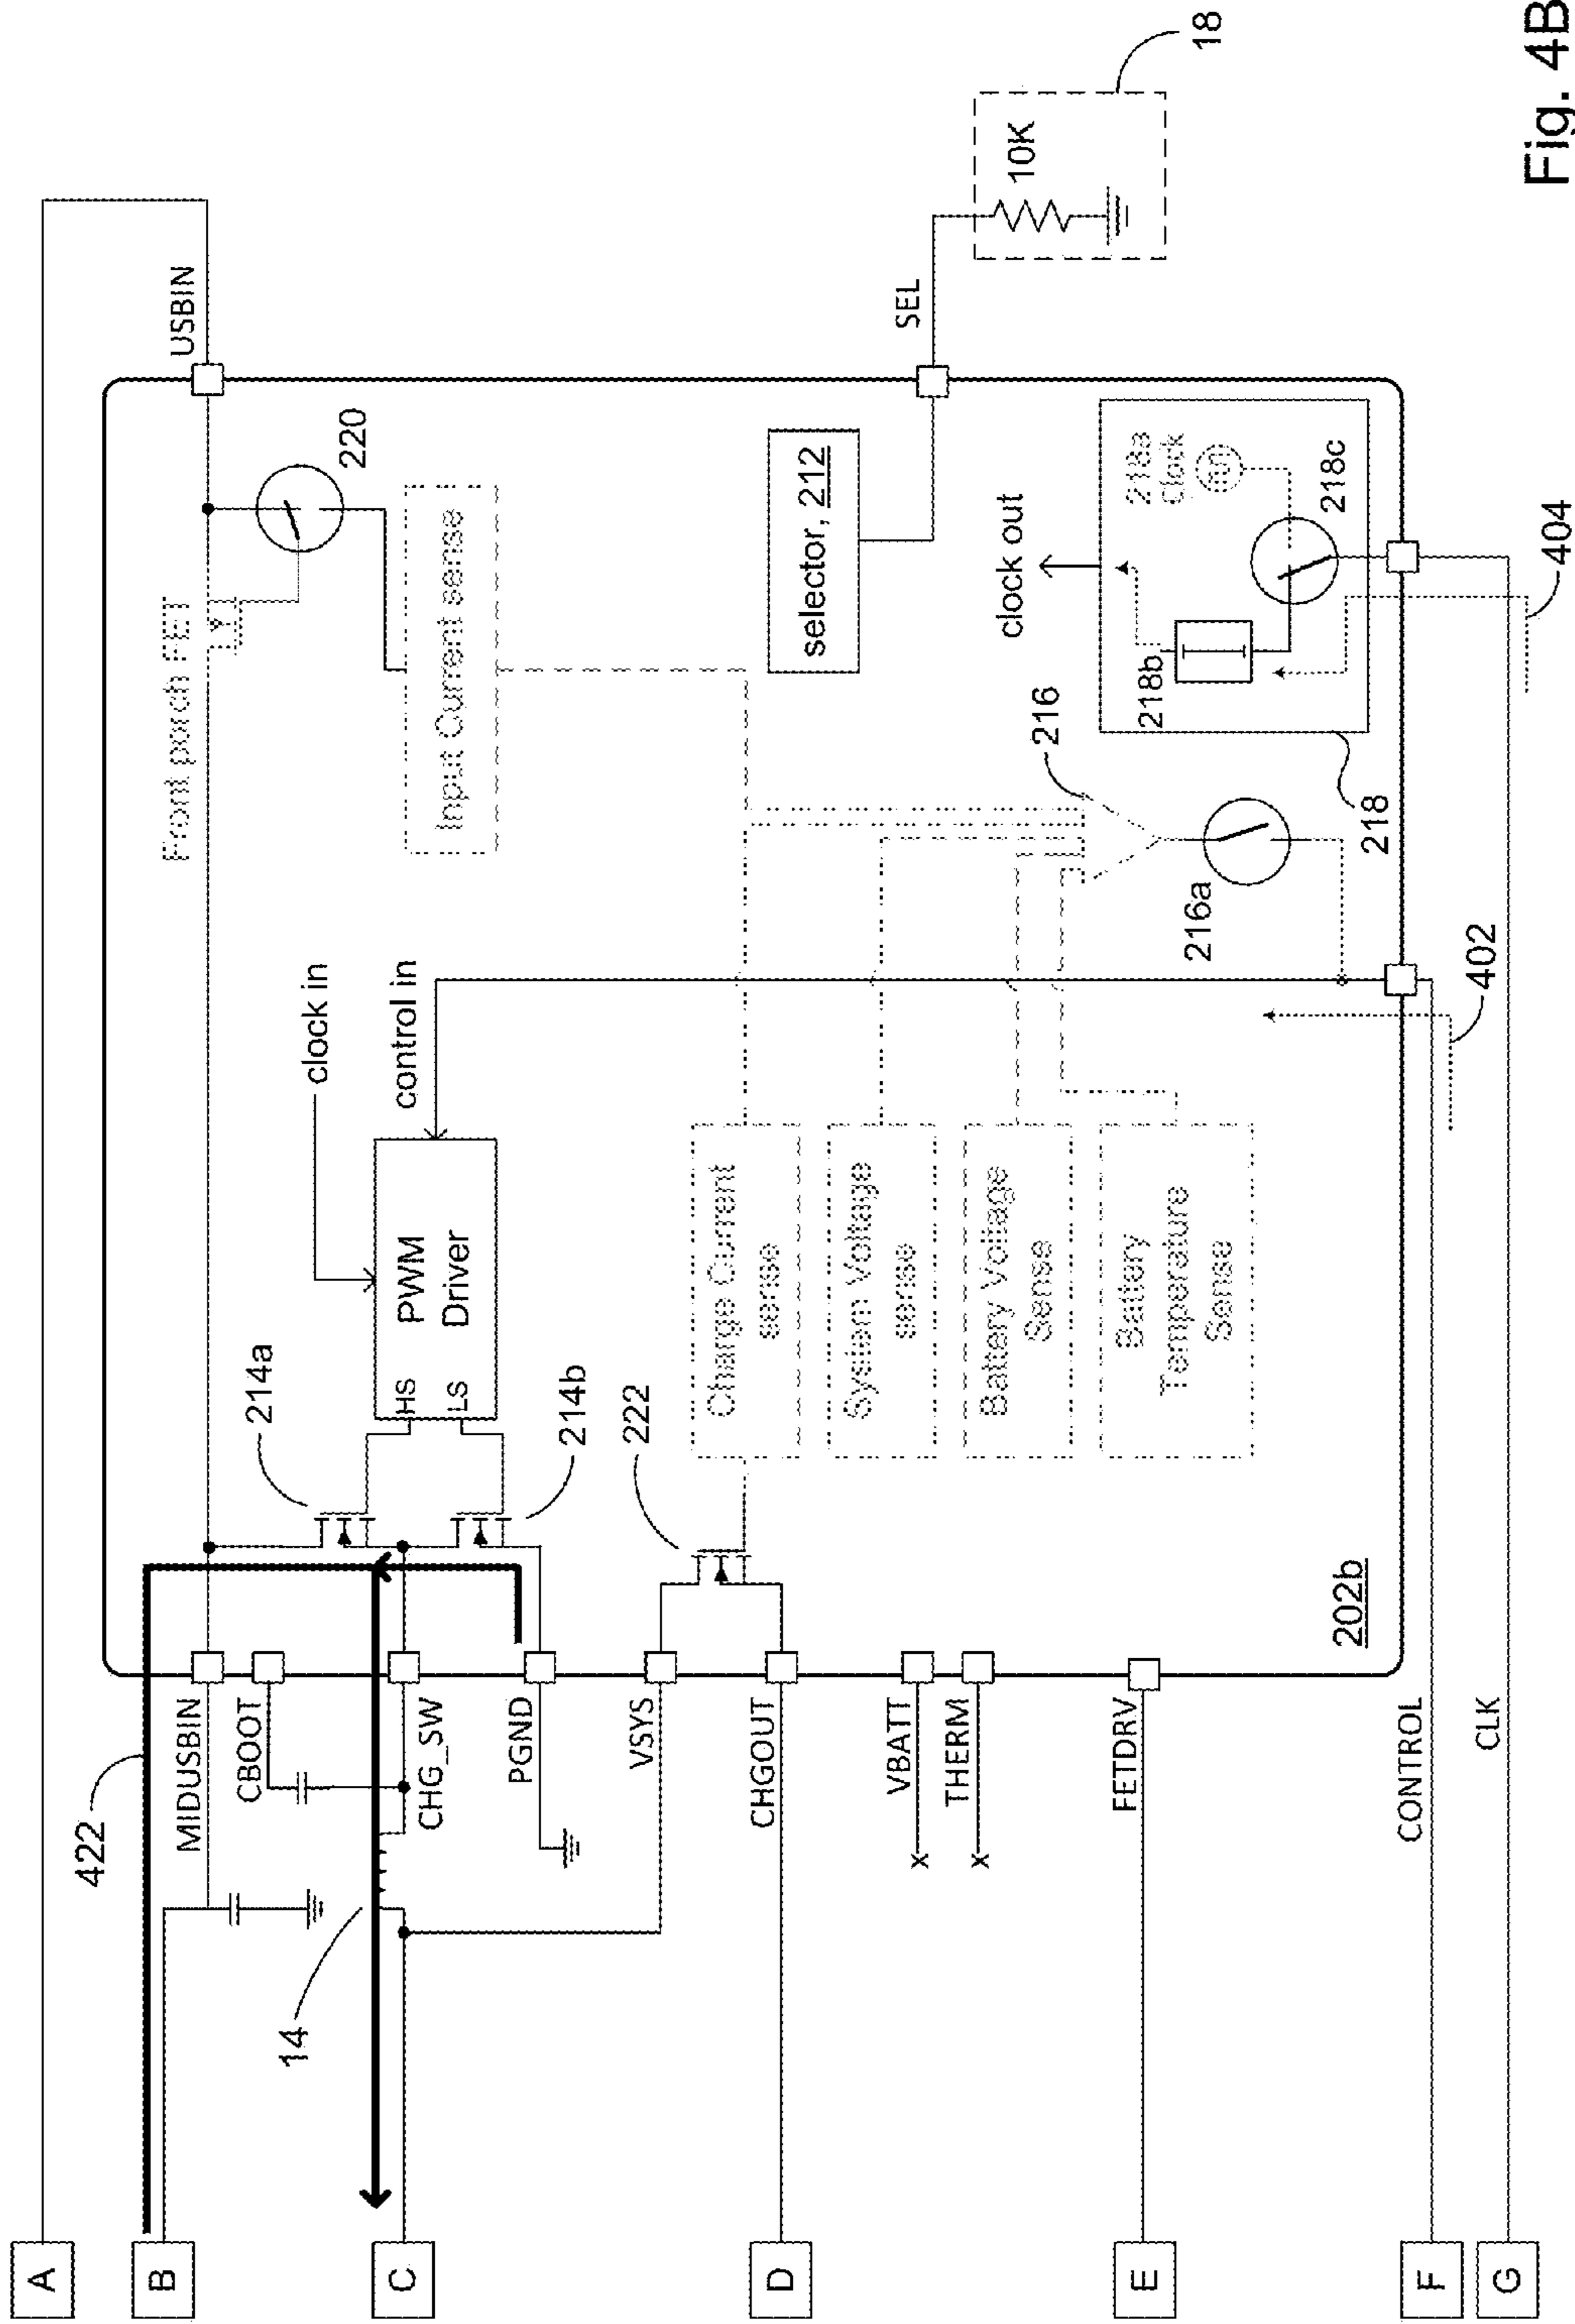 A
USBIN
Front porch FET
220
Input Current sense
422
MIDUSBIN
B
CBOOT
14
CHG_SW
C
PGND
VSYS
CHGOUT
D
VBATT
x
THERM
x
FETDRV
E
CONTROL
F
CLK
G
214a
214b
HS
LS
PWM
Driver
clock in
control in
222
Charge Current
sense
System Voltage
sense
Battery Voltage
Sense
Battery
Temperature
Sense
202b
selector, 212
SEL
10K
18
clock out
216
216a
218a
Clock
218b
218c
218
402
404
Fig. 4B